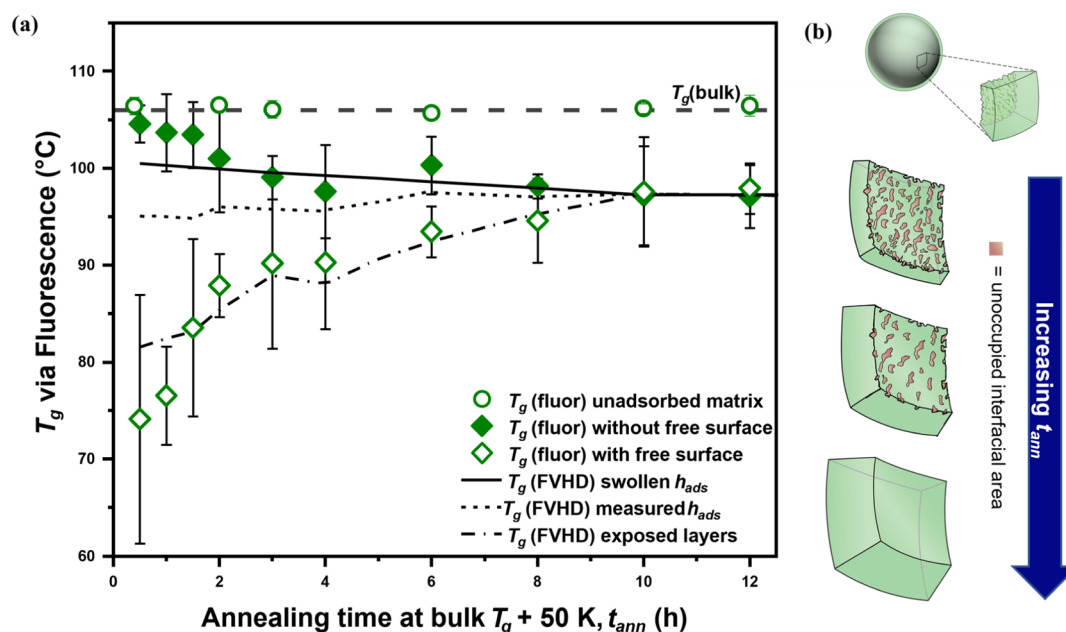 (a)
110
100
90
80
70
60
0
2
4
6
8
10
12
Tg via Fluorescence (°C)
Annealing time at bulk Tg + 50 K, tann (h)
Tg(bulk)
Tg (fluor) unadsorbed matrix
Tg (fluor) without free surface
Tg (fluor) with free surface
Tg (FVHD) swollen hads
Tg (FVHD) measured hads
Tg (FVHD) exposed layers
(b)
= unoccupied interfacial area
Increasing tann